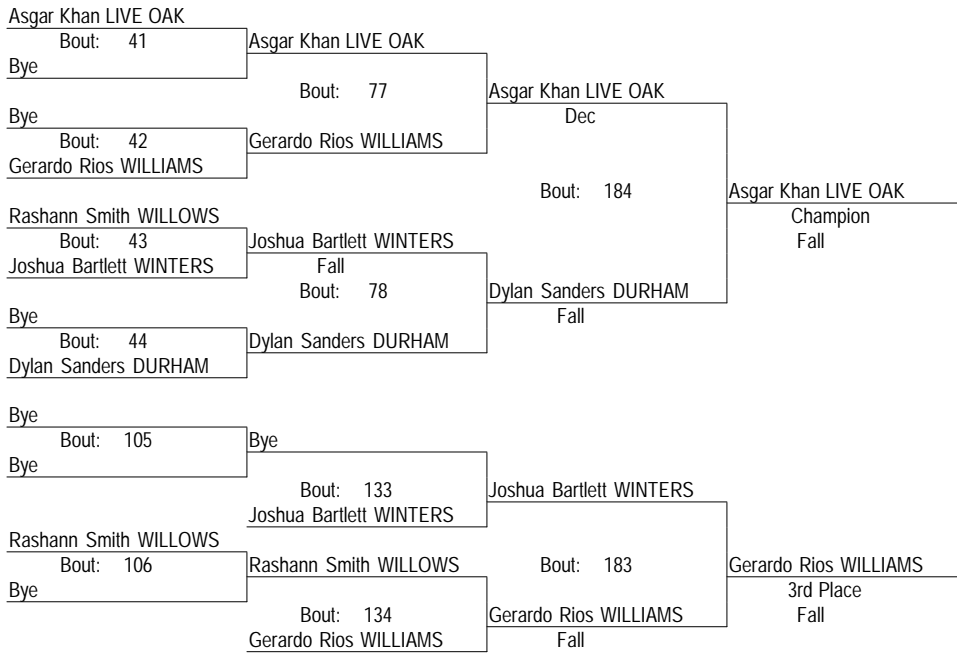 Asgar Khan LIVE OAK
Bout: 41
Asgar Khan LIVE OAK
Bye
Bout: 77
Asgar Khan LIVE OAK
Bye
Dec
Bout: 42
Gerardo Rios WILLIAMS
Gerardo Rios WILLIAMS
Bout: 184
Asgar Khan LIVE OAK
Rashann Smith WILLOWS
Champion
Bout: 43
Joshua Bartlett WINTERS
Fall
Joshua Bartlett WINTERS
Fall
Bout: 78
Dylan Sanders DURHAM
Bye
Fall
Bout: 44
Dylan Sanders DURHAM
Dylan Sanders DURHAM
Bye
Bout: 105
Bye
Bye
Bout: 133
Joshua Bartlett WINTERS
Joshua Bartlett WINTERS
Rashann Smith WILLOWS
Bout: 106
Rashann Smith WILLOWS
Bout: 183
Gerardo Rios WILLIAMS
Bye
3rd Place
Bout: 134
Gerardo Rios WILLIAMS
Fall
Gerardo Rios WILLIAMS
Fall